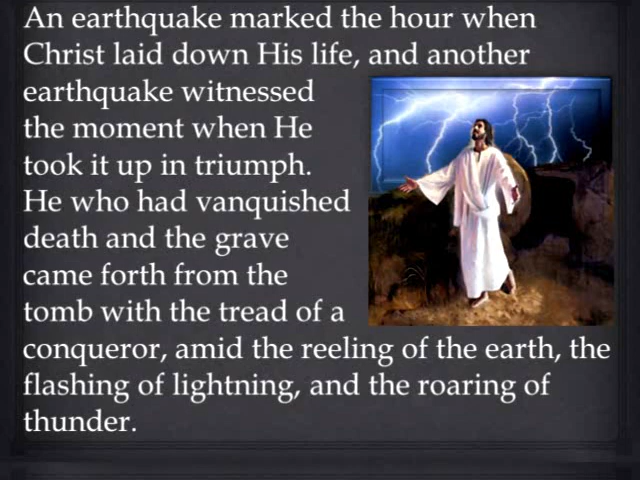 An earthquake marked the hour when
Christ laid down His life, and another
earthquake witnessed
the moment when He
took it up in triumph.
He who had vanquished
death and the grave
came forth from the
tomb with the tread of a
conqueror, amid the reeling of the earth, the
flashing of lightning, and the roaring of
thunder.